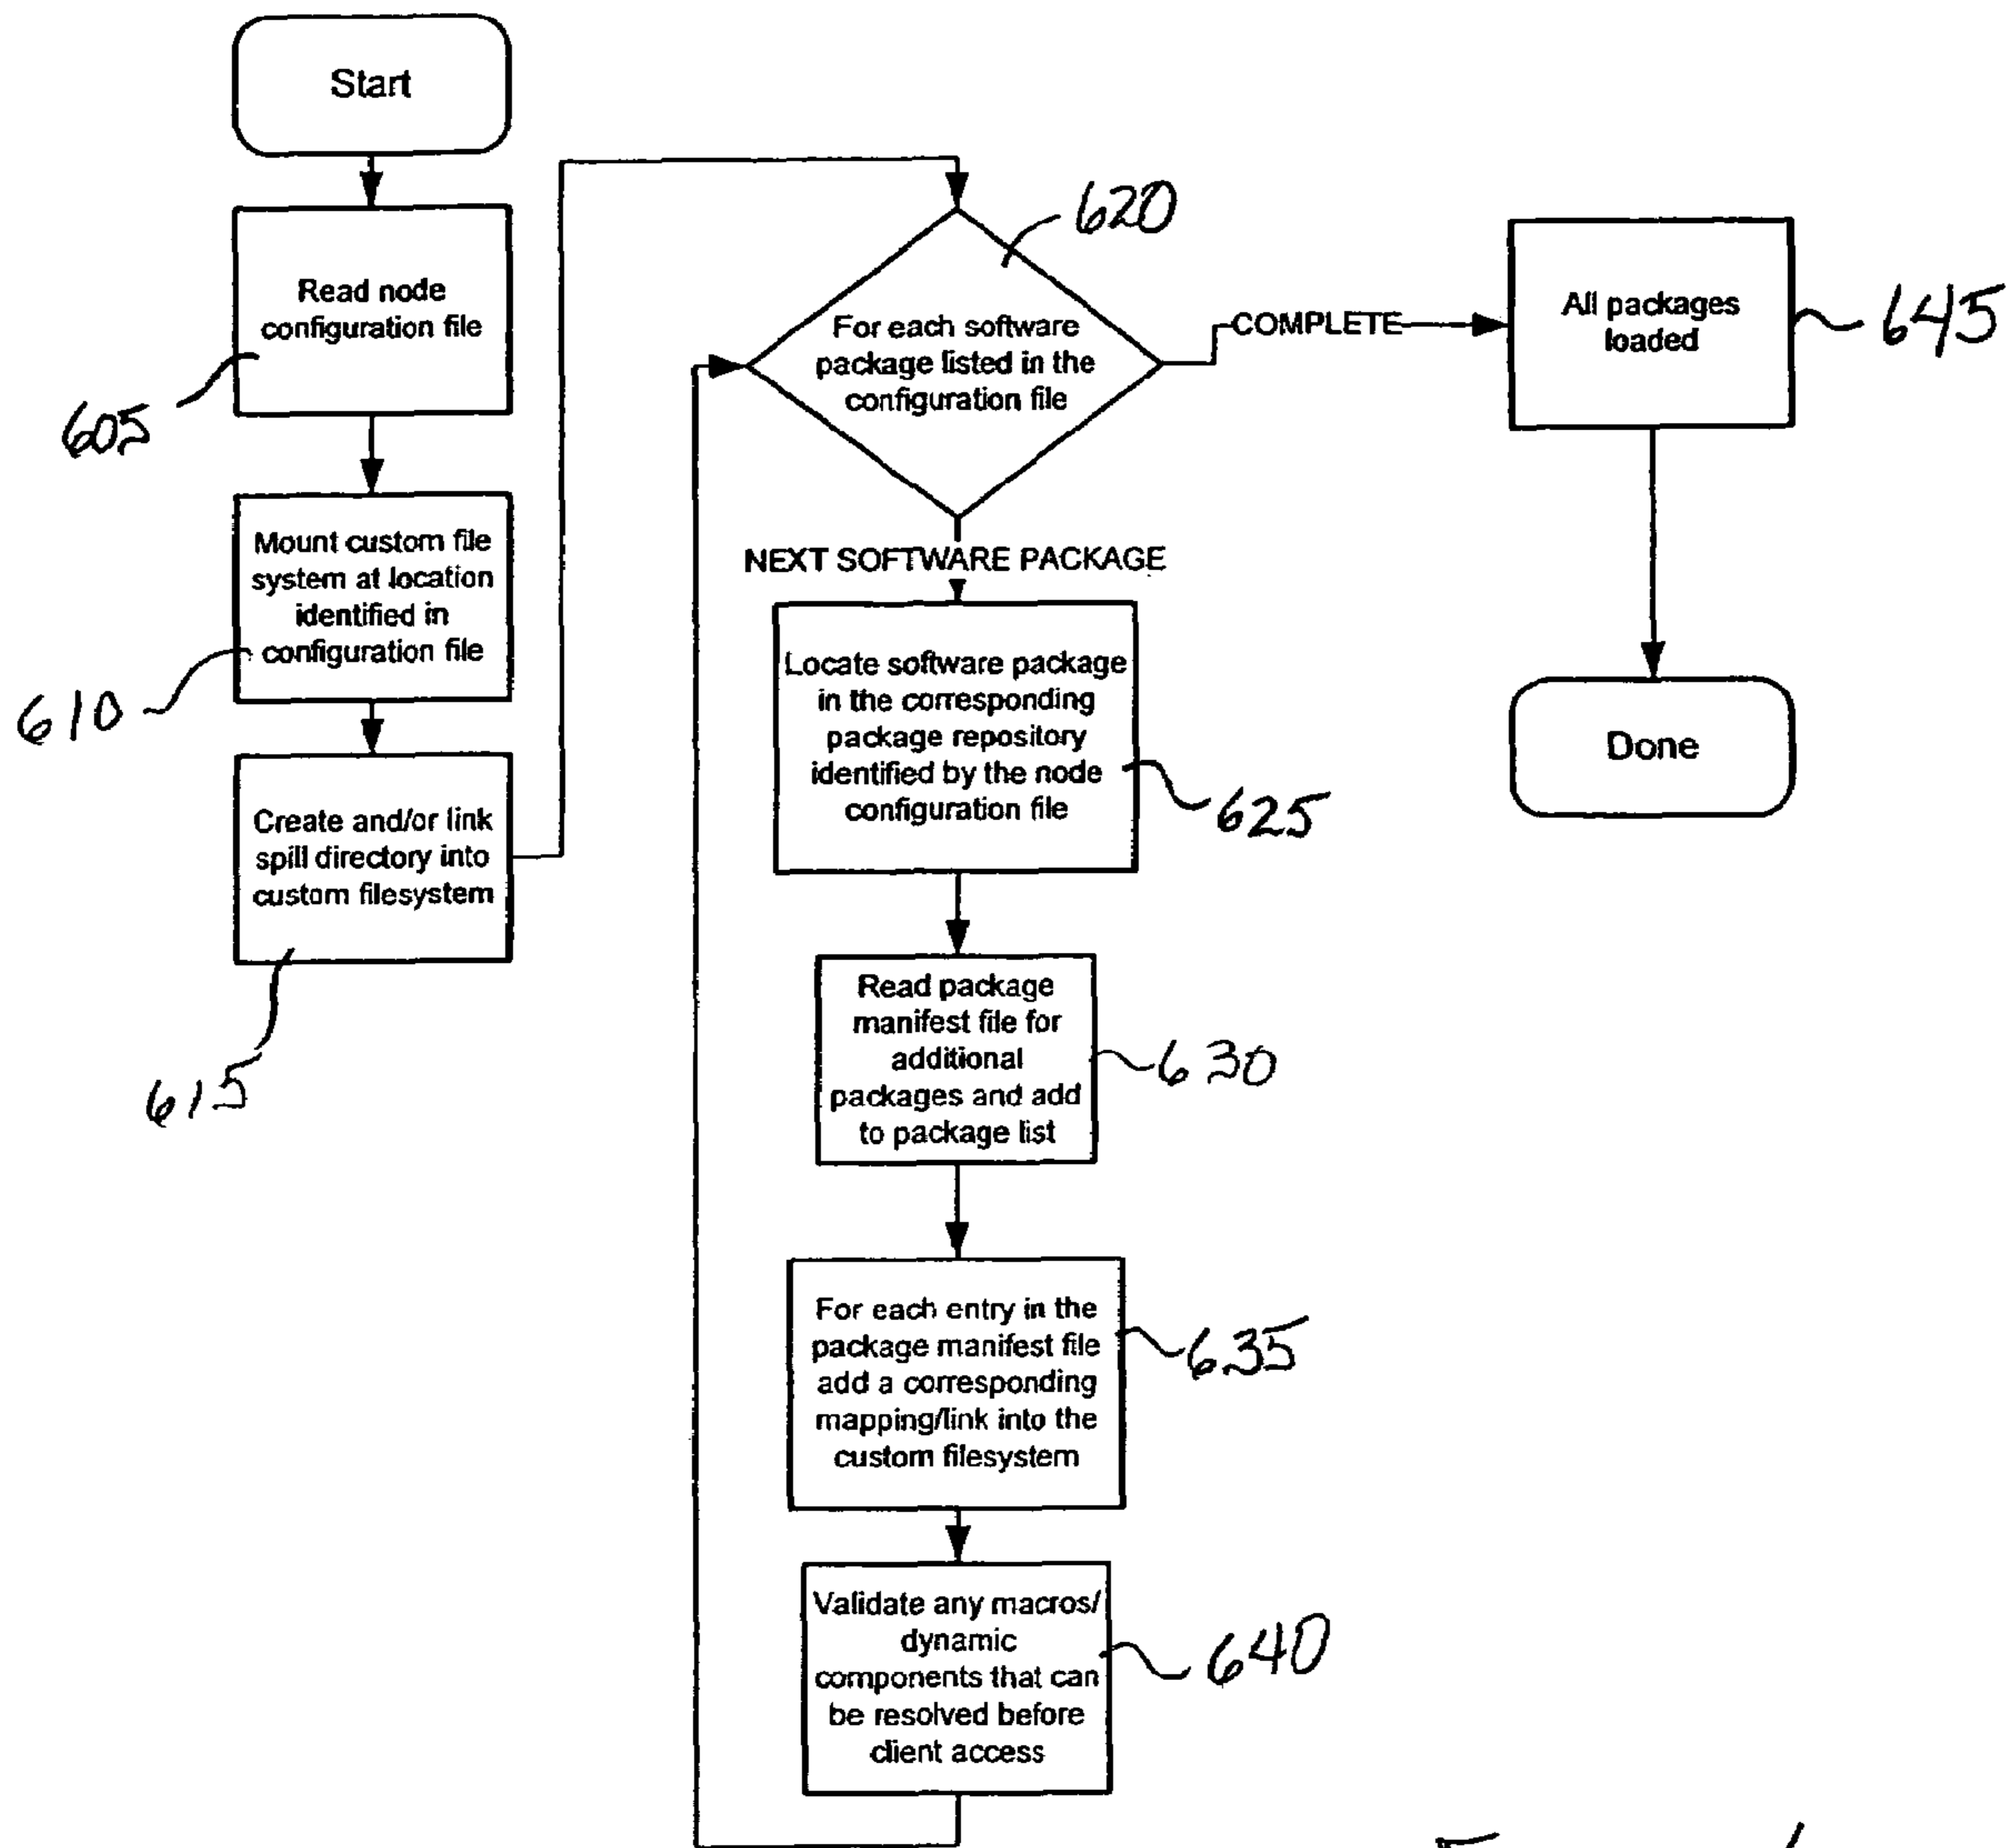 Start
Read node
configuration file
605
Mount custom file
system at location
identified in
configuration file
610
Create and/or link
spill directory into
custom filesystem
615
620
For each software
package listed in the
configuration file
COMPLETE
All packages
loaded
645
Done
NEXT SOFTWARE PACKAGE
Locate software package
in the corresponding
package repository
identified by the node
configuration file
625
Read package
manifest file for
additional
packages and add
to package list
630
For each entry in the
package manifest file
add a corresponding
mapping/link into the
custom filesystem
635
Validate any macros/
dynamic
components that can
be resolved before
client access
640